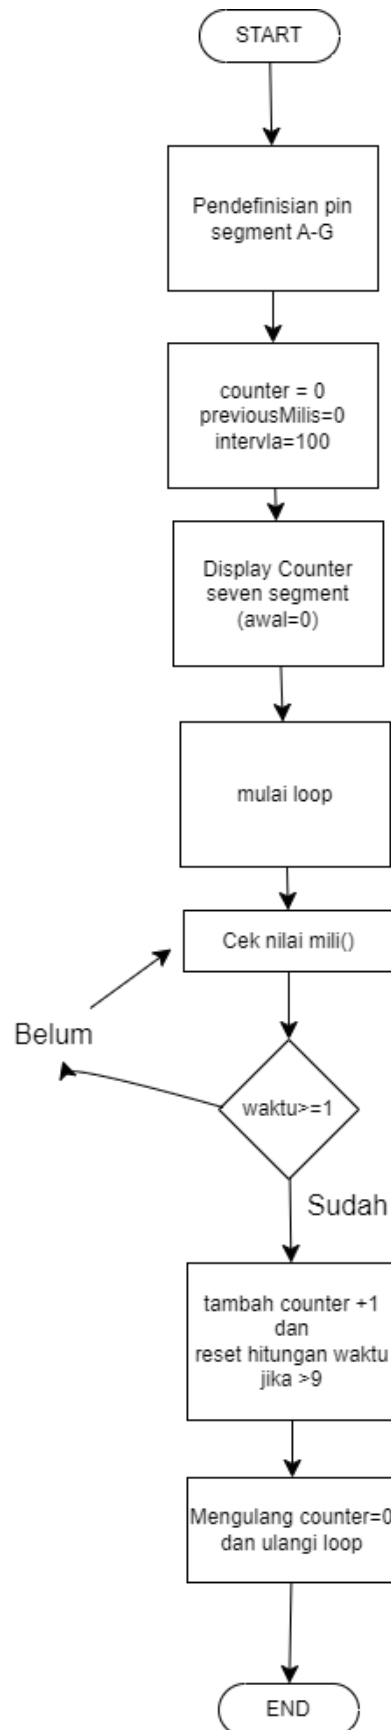 START
Pendefinisian pin
segment A-G
counter = 0
previousMilis=0
intervla=100
Display Counter
seven segment
(awal=0)
mulai loop
Cek nilai mili()
Belum
waktu>=1
Sudah
tambah counter +1
dan
reset hitungan waktu
jika >9
Mengulang counter=0
dan ulangi loop
END